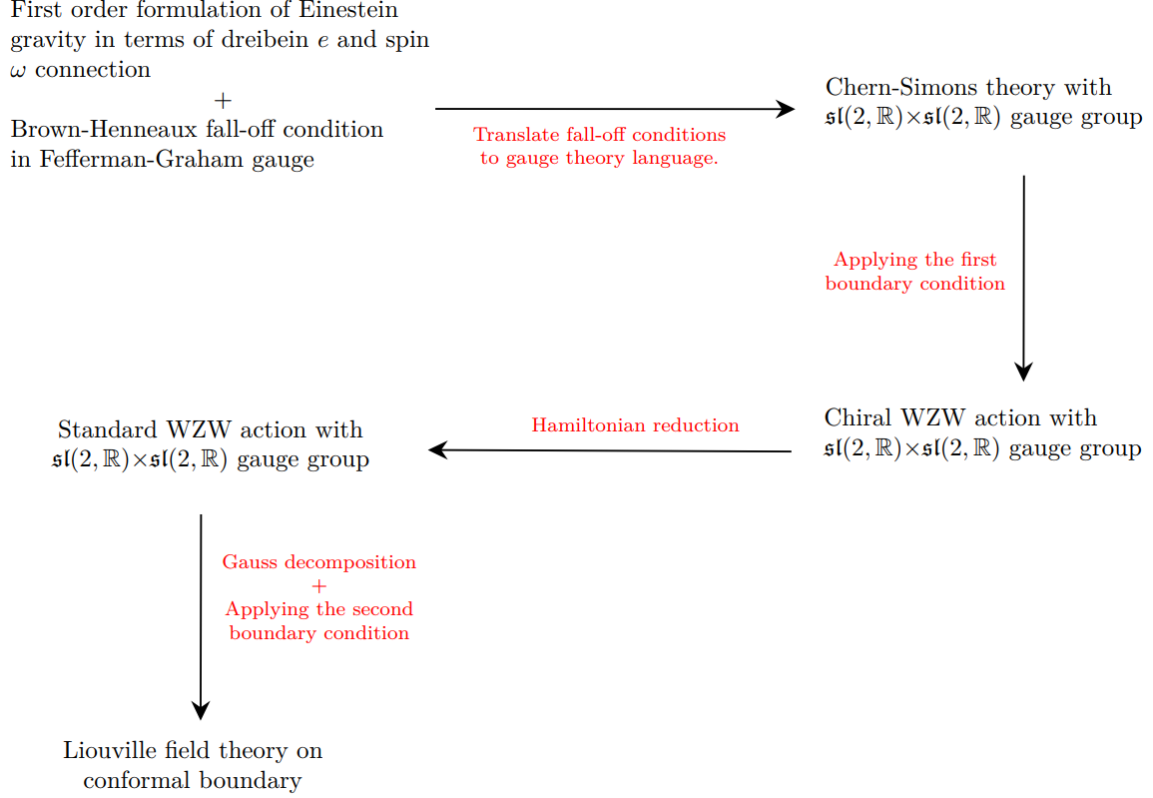 First order formulation of Einestein
gravity in terms of dreibein e and spin
ω connection
+
Brown-Henneaux fall-off condition
in Fefferman-Graham gauge
Translate fall-off conditions
to gauge theory language.
Chern-Simons theory with
𝔰𝔩(2, ℝ)×𝔰𝔩(2, ℝ) gauge group
Applying the first
boundary condition
Chiral WZW action with
𝔰𝔩(2, ℝ)×𝔰𝔩(2, ℝ) gauge group
Hamiltonian reduction
Standard WZW action with
𝔰𝔩(2, ℝ)×𝔰𝔩(2, ℝ) gauge group
Gauss decomposition
+
Applying the second
boundary condition
Liouville field theory on
conformal boundary